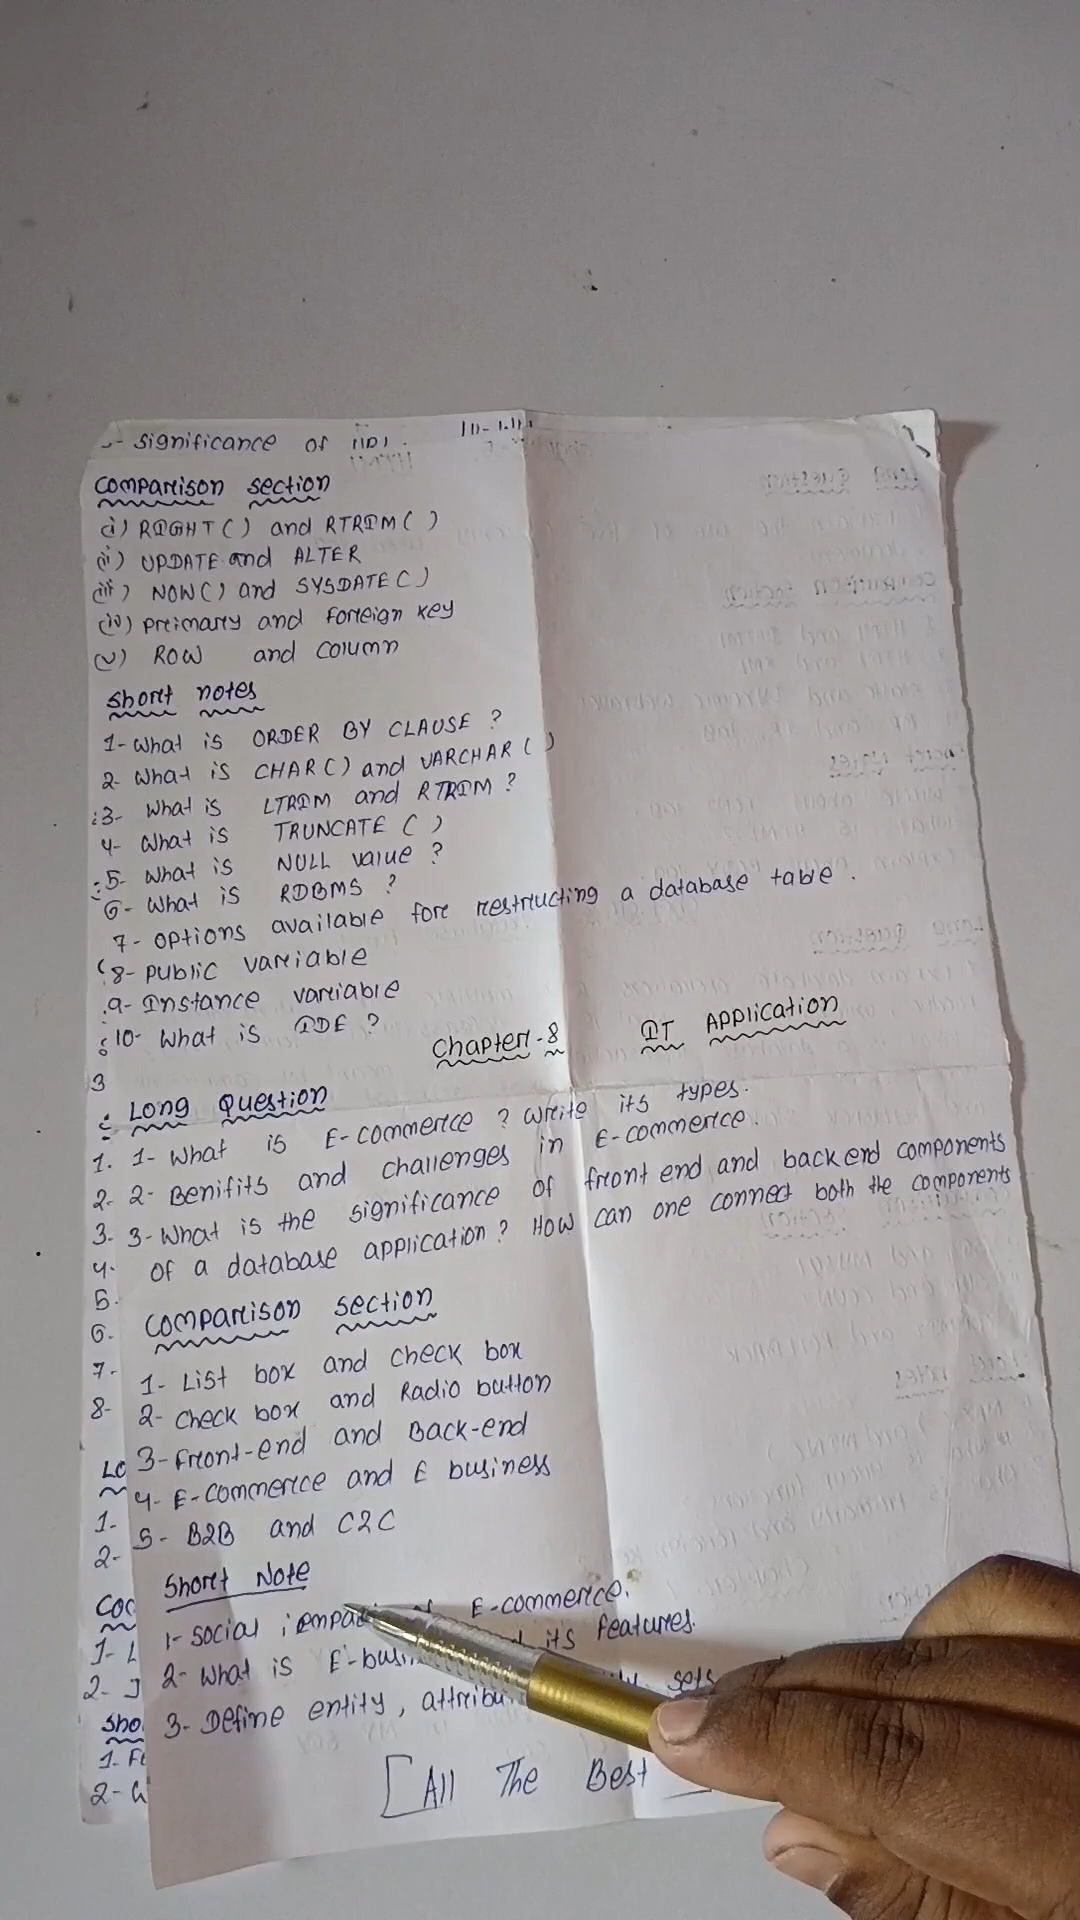 significance of
Comparison section
(i) RIGHT() and RTRIM()
(ii) UPDATE and ALTER
(iii) NOW() and SYSDATE()
(iv) Primary and foreign key
(v) ROW and column
Short notes
1- What is ORDER BY CLAUSE ?
2- What is CHAR() and VARCHAR()
3- What is LTRIM and RTRIM ?
4- What is TRUNCATE ()
5- What is NULL value ?
6- What is RDBMS ?
7- options available for restructing a database table.
8- public variable
9- Instance variable
10- What is IDE ?
Chapter-8 IT Application
Long Question
1- What is E-commerce ? Write its types.
2- Benifits and challenges in E-commerce.
3- What is the significance of front end and back end components
of a database application ? How can one connect both the components
Comparison section
1- List box and check box
2- check box and Radio button
3- Front-end and Back-end
4- E-commerce and E business
5- B2B and C2C
Short Note
1- Social E-commerce.
2- What is its features.
3- Define entity, sets
[All The Best